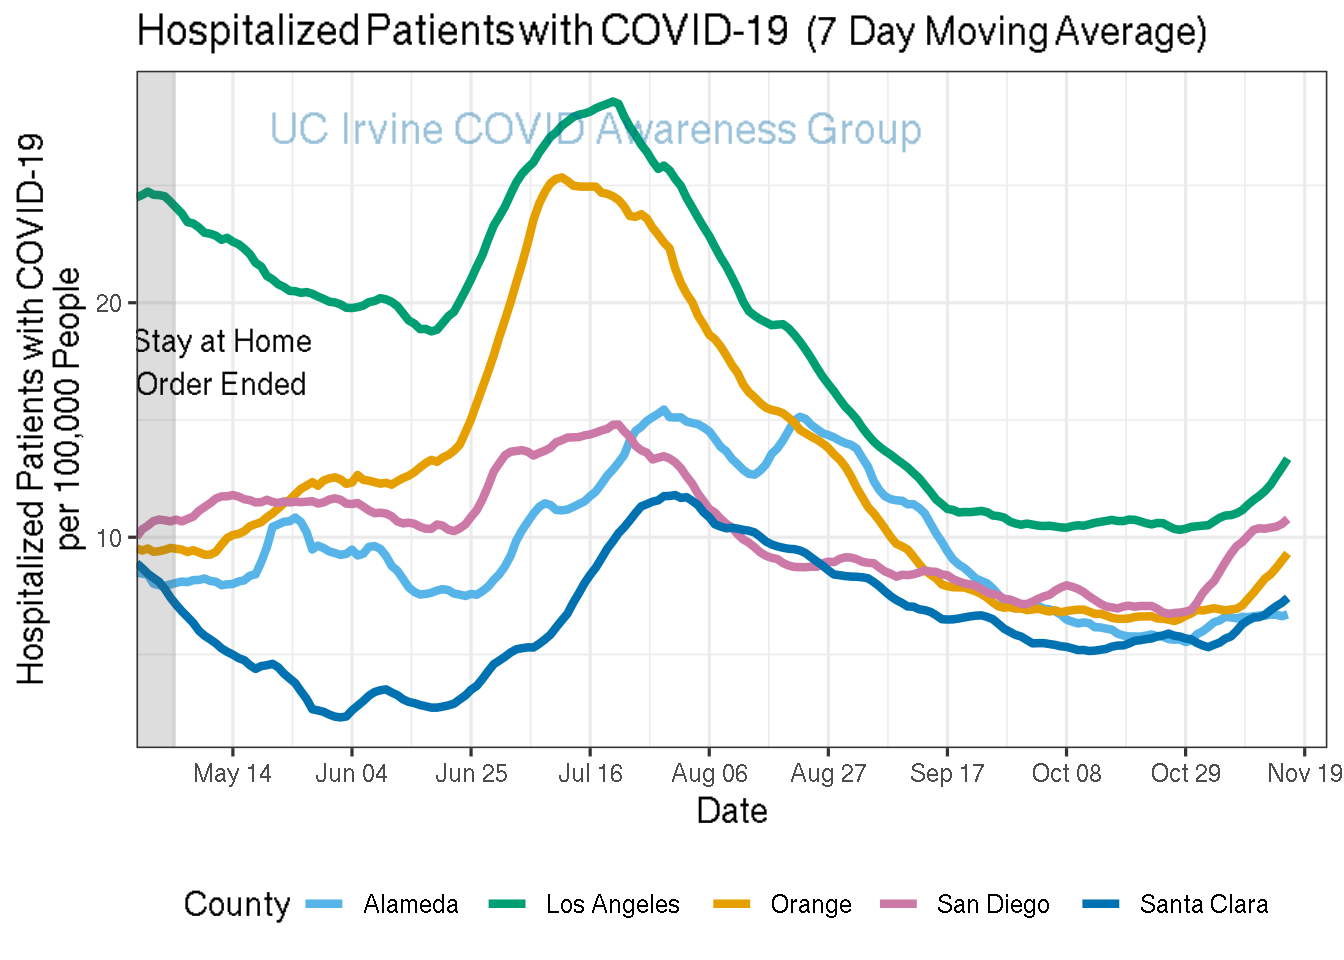 Hospitalized Patients with COVID-19 (7 Day Moving Average)
UC Irvine COVID Awareness Group
Hospitalized Patients with COVID-19
per 100,000 People
20
10
Stay at Home
Order Ended
May 14 Jun 04 Jun 25 Jul 16 Aug 06 Aug 27 Sep 17 Oct 08 Oct 29 Nov 19
Date
County Alameda Los Angeles Orange San Diego Santa Clara